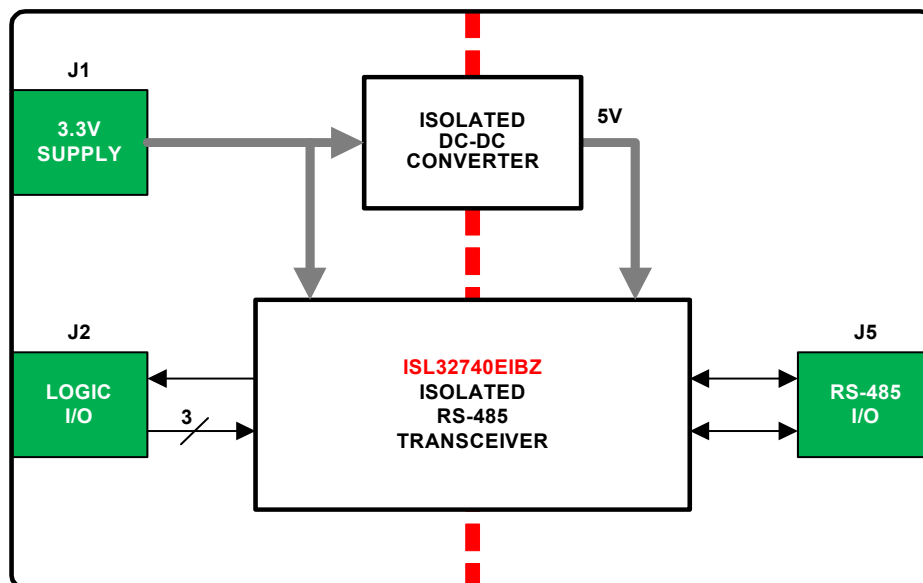 J1
3.3V
SUPPLY
ISOLATED
DC-DC
CONVERTER
5V
J2
LOGIC
I/O
3
ISL32740EIBZ
ISOLATED
RS-485
TRANSCEIVER
J5
RS-485
I/O